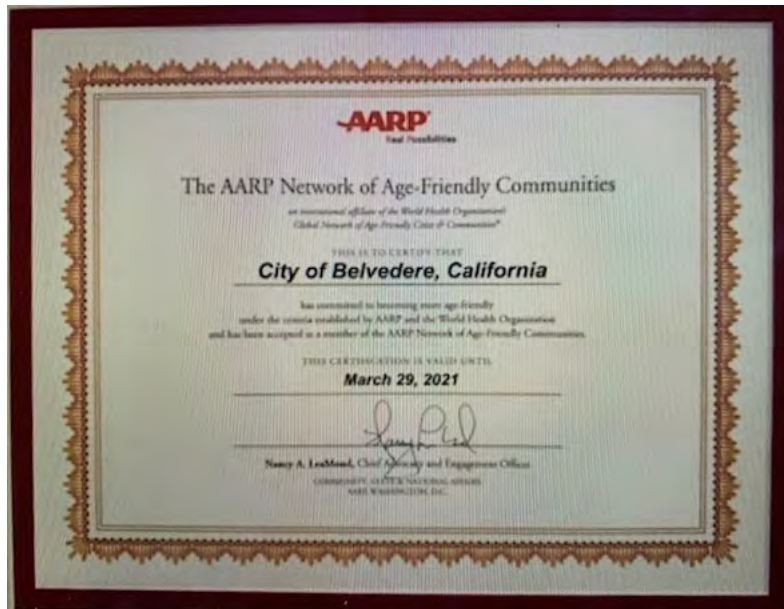 AARP®
Real Possibilities
The AARP Network of Age-Friendly Communities
an international affiliate of the World Health Organization's
Global Network of Age-Friendly Cities & Communities®
THIS IS TO CERTIFY THAT
City of Belvedere, California
has committed to becoming more age-friendly
under the criteria established by AARP and the World Health Organization
and has been accepted as a member of the AARP Network of Age-Friendly Communities.
THIS CERTIFICATION IS VALID UNTIL
March 29, 2021
Nancy A. LeaMond, Chief Advocacy and Engagement Officer
COMMUNITY, STATE & NATIONAL AFFAIRS
AARP, WASHINGTON, D.C.